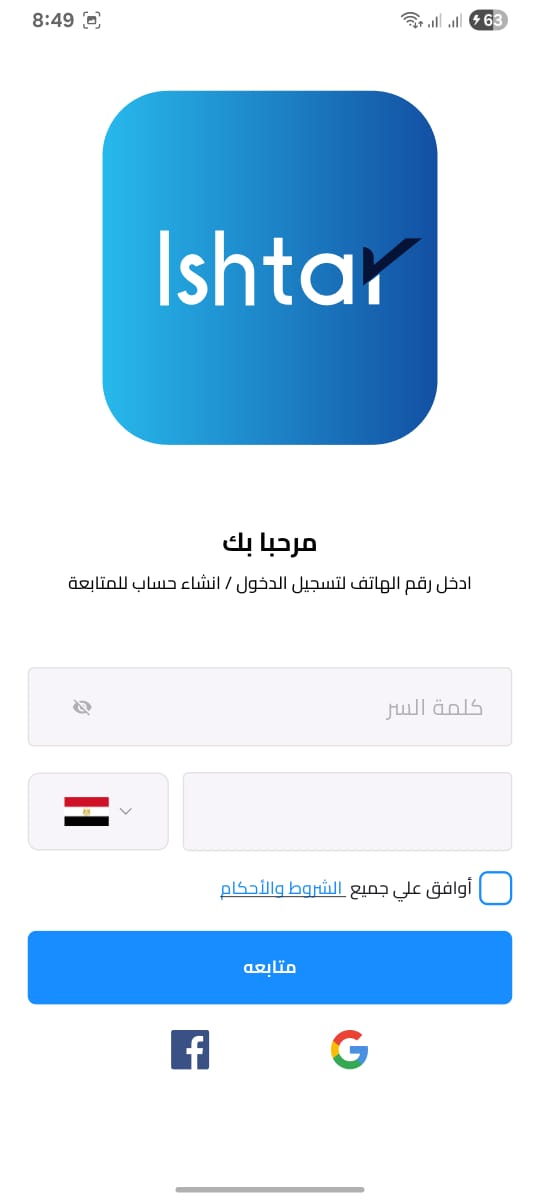 8:49
63
Ishtar
مرحبا بك
ادخل رقم الهاتف لتسجيل الدخول / انشاء حساب للمتابعة
كلمة السر
أوافق علي جميع الشروط والأحكام
متابعه